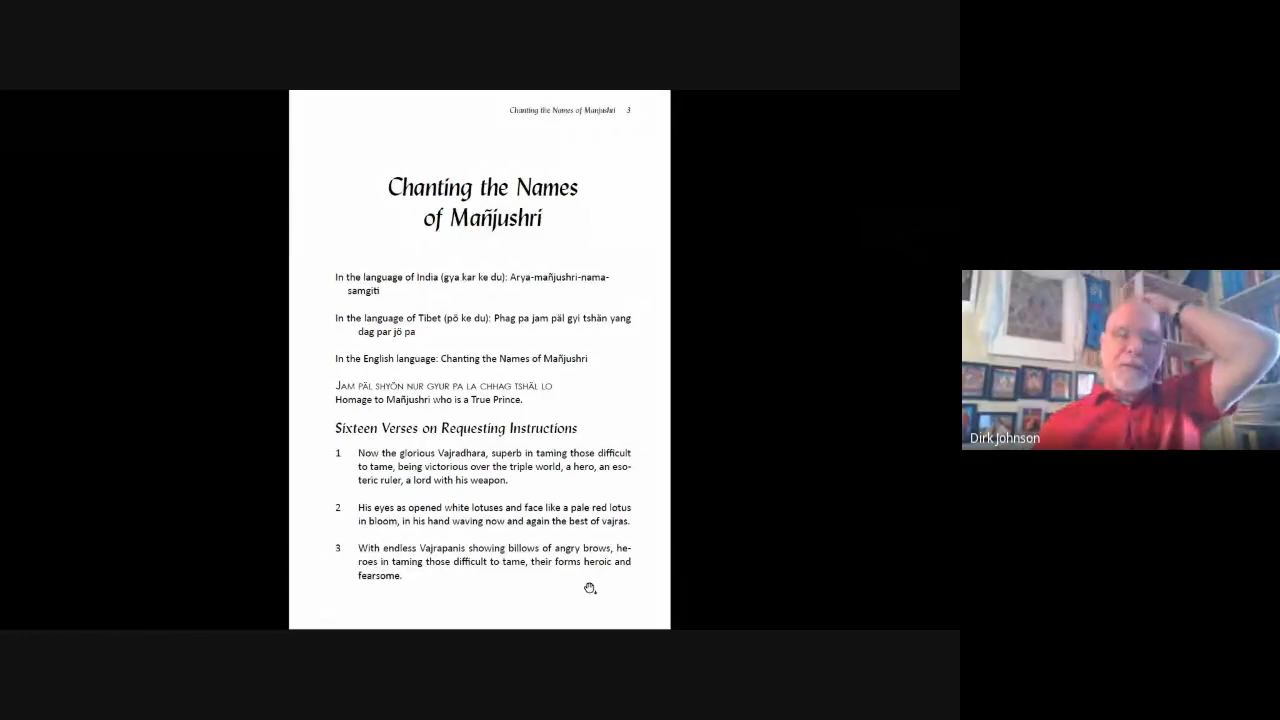 Chanting the Names of Manjushri 3
Chanting the Names
of Mañjushri
In the language of India (gya kar ke du): Arya-mañjushri-nama-
samgiti
In the language of Tibet (pö ke du): Phag pa jam päl gyi tshän yang
dag par jö pa
In the English language: Chanting the Names of Mañjushri
JAM PÄL SHYÖN NUR GYUR PA LA CHHAG TSHÄL LO
Homage to Mañjushri who is a True Prince.
Sixteen Verses on Requesting Instructions
1 Now the glorious Vajradhara, superb in taming those difficult
to tame, being victorious over the triple world, a hero, an eso-
teric ruler, a lord with his weapon.
2 His eyes as opened white lotuses and face like a pale red lotus
in bloom, in his hand waving now and again the best of vajras.
3 With endless Vajrapanis showing billows of angry brows, he-
roes in taming those difficult to tame, their forms heroic and
fearsome.
Dirk Johnson